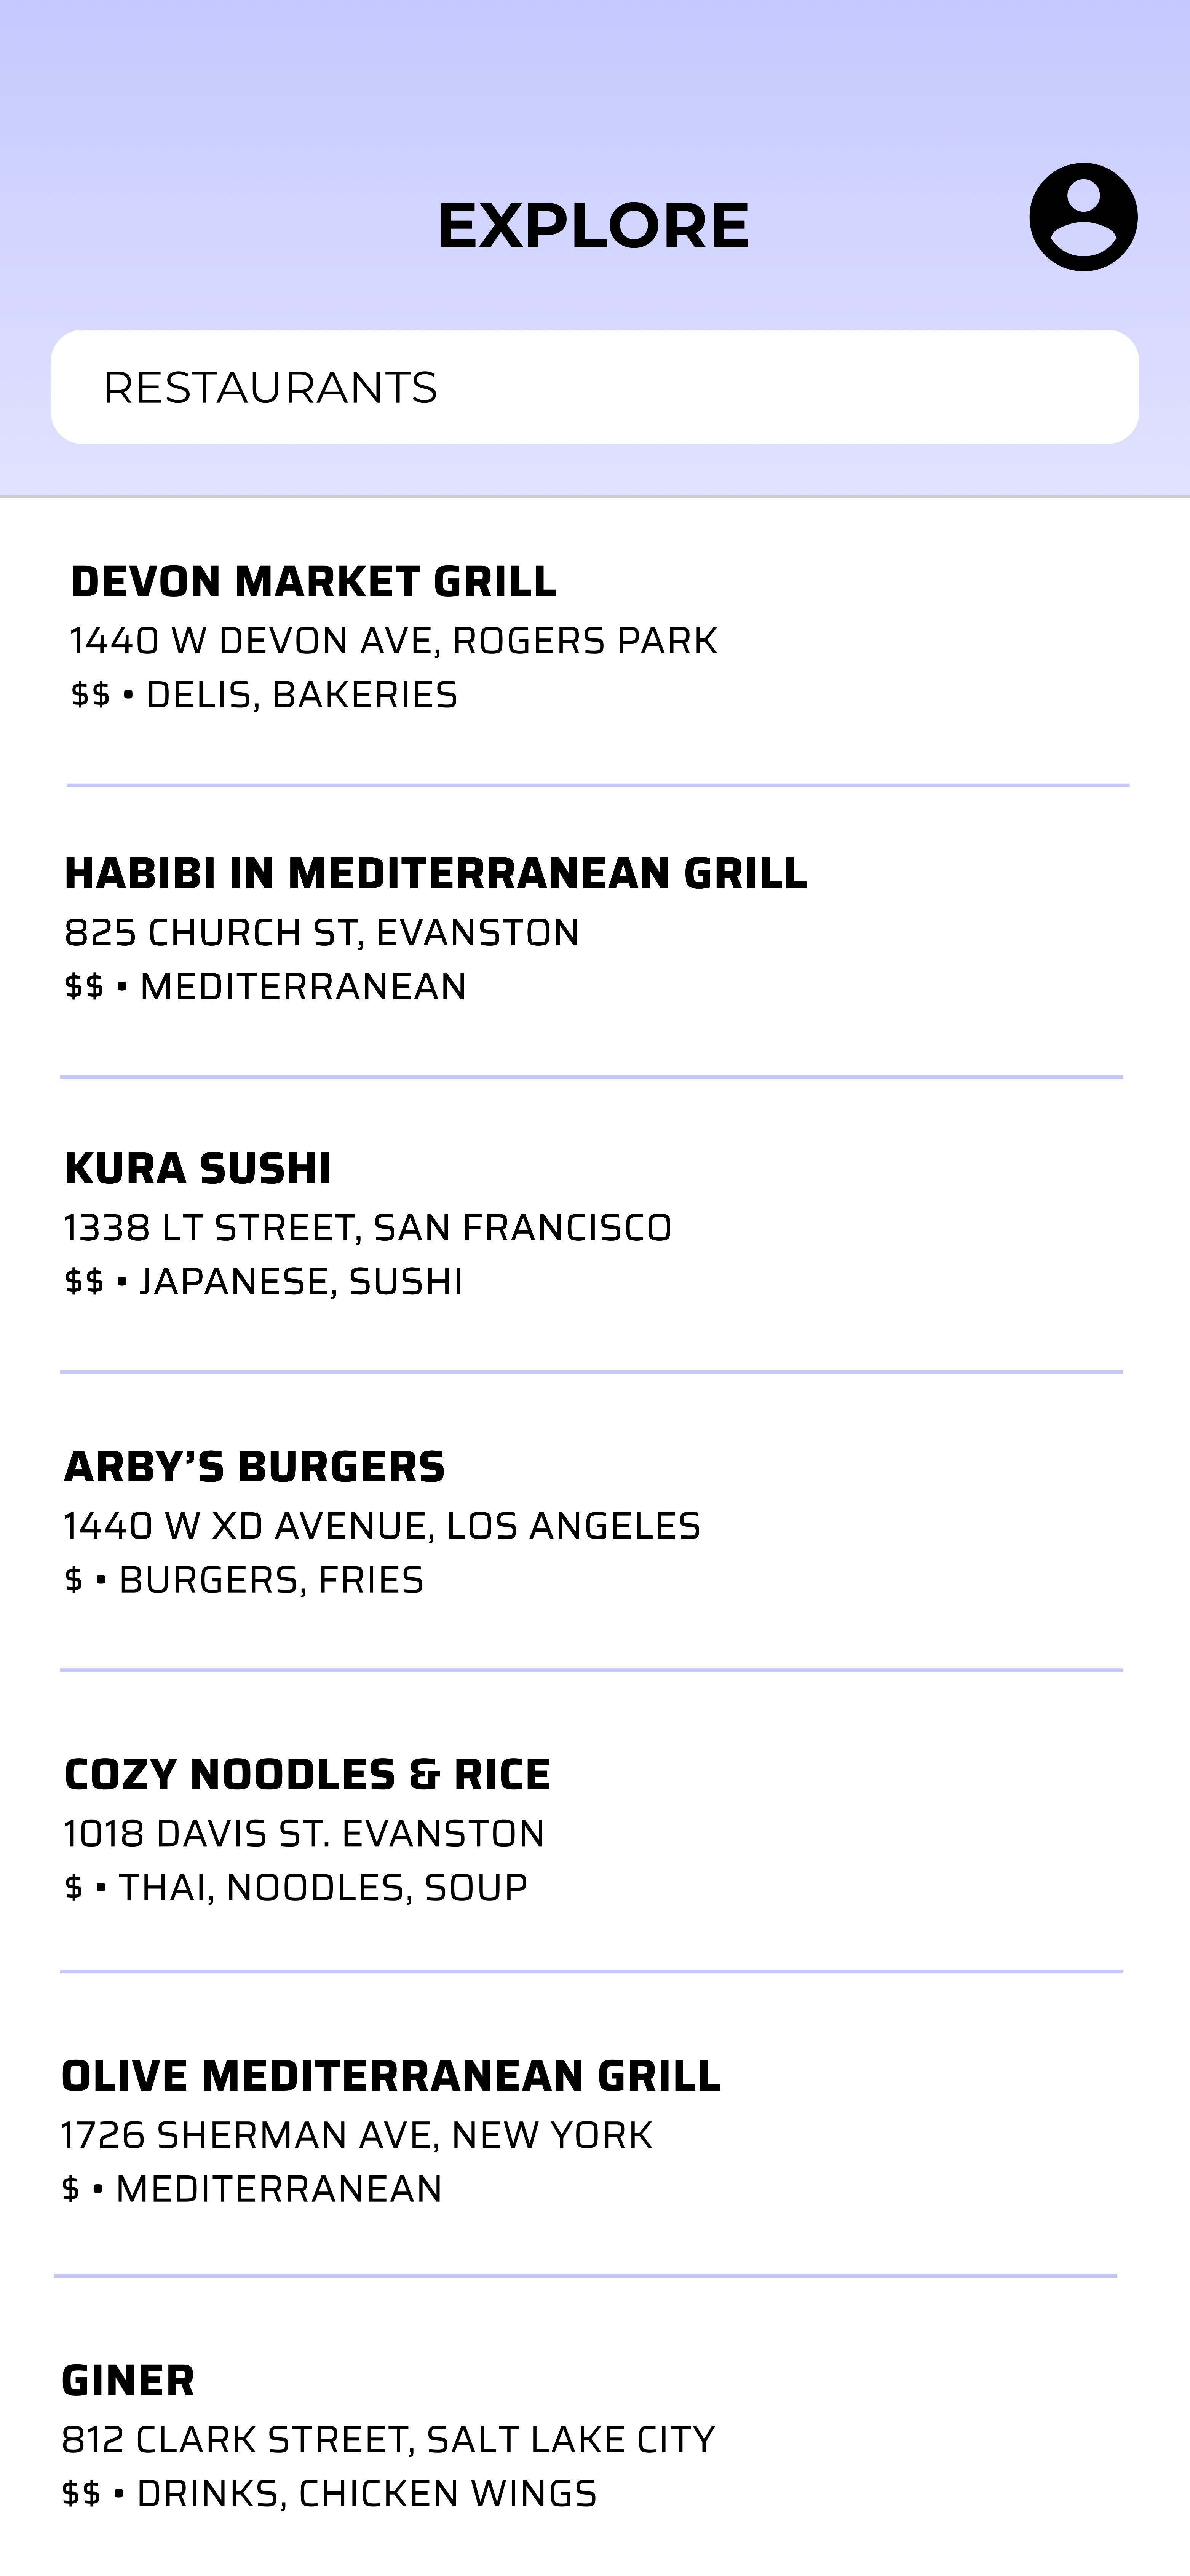 EXPLORE
RESTAURANTS
DEVON MARKET GRILL
1440 W DEVON AVE, ROGERS PARK
$$ • DELIS, BAKERIES
HABIBI IN MEDITERRANEAN GRILL
825 CHURCH ST, EVANSTON
$$ • MEDITERRANEAN
KURA SUSHI
1338 LT STREET, SAN FRANCISCO
$$ • JAPANESE, SUSHI
ARBY’S BURGERS
1440 W XD AVENUE, LOS ANGELES
$ • BURGERS, FRIES
COZY NOODLES & RICE
1018 DAVIS ST. EVANSTON
$ • THAI, NOODLES, SOUP
OLIVE MEDITERRANEAN GRILL
1726 SHERMAN AVE, NEW YORK
$ • MEDITERRANEAN
GINER
812 CLARK STREET, SALT LAKE CITY
$$ • DRINKS, CHICKEN WINGS